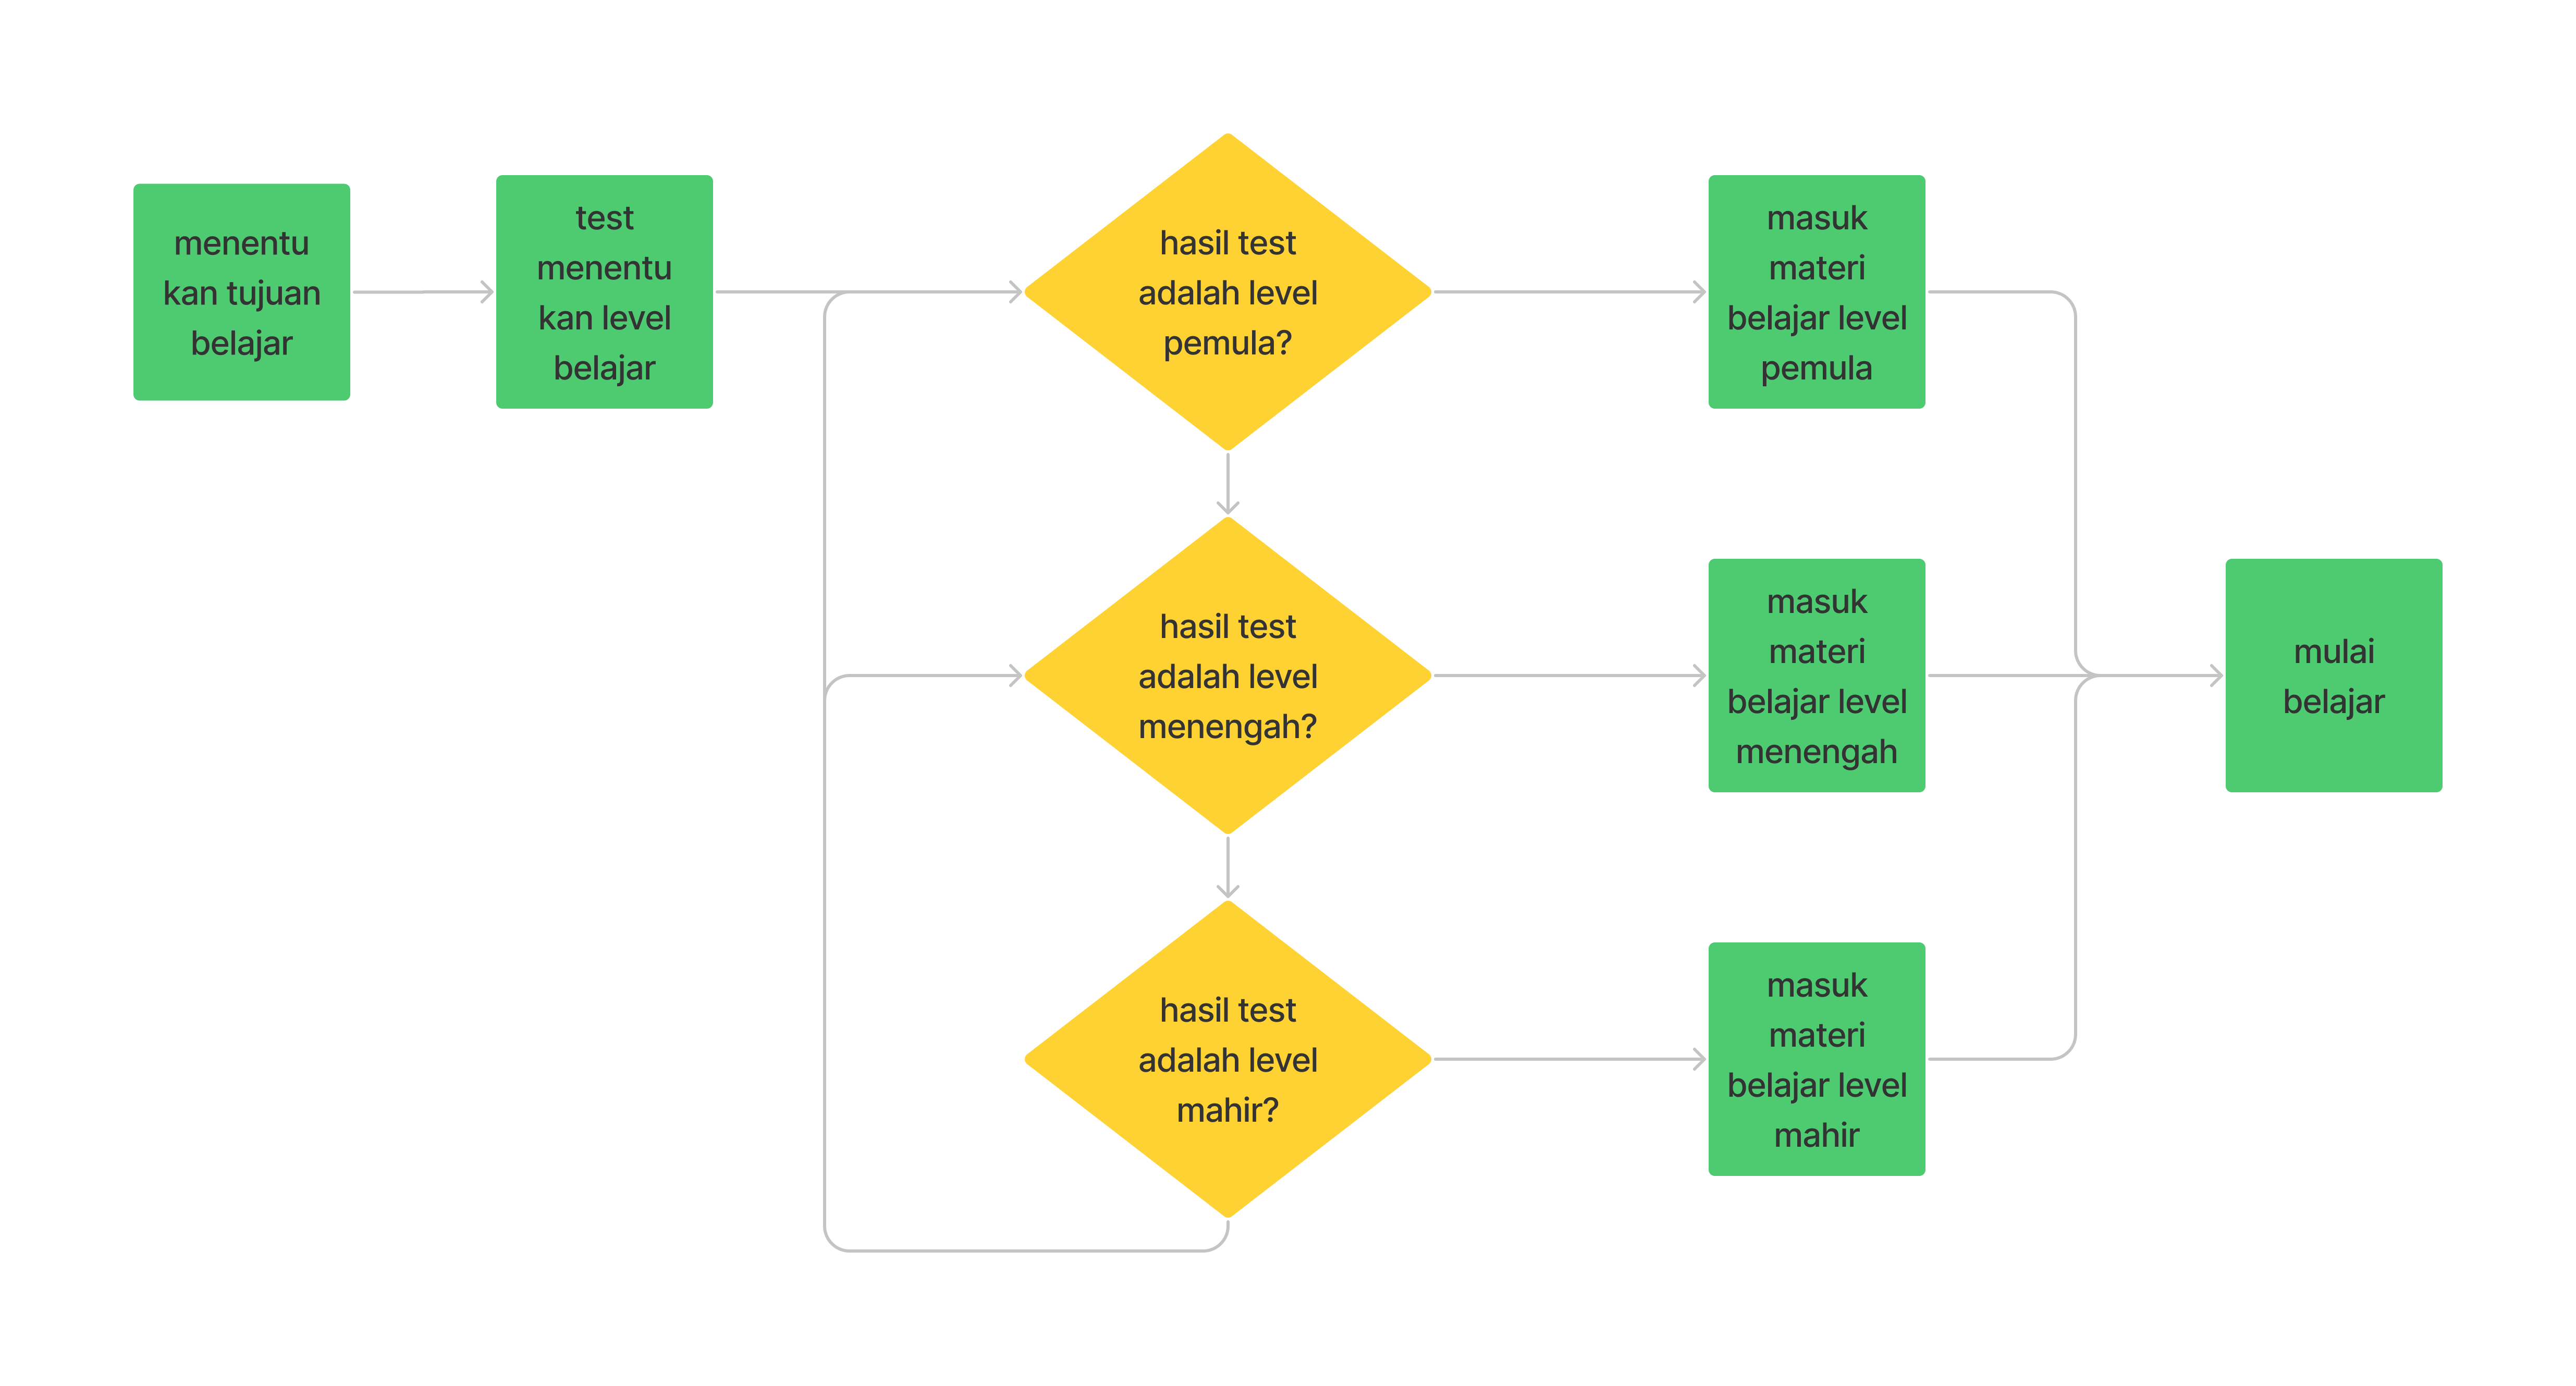 menentu
kan tujuan
belajar
test
menentu
kan level
belajar
hasil test
adalah level
pemula?
masuk
materi
belajar level
pemula
hasil test
adalah level
menengah?
masuk
materi
belajar level
menengah
mulai
belajar
hasil test
adalah level
mahir?
masuk
materi
belajar level
mahir